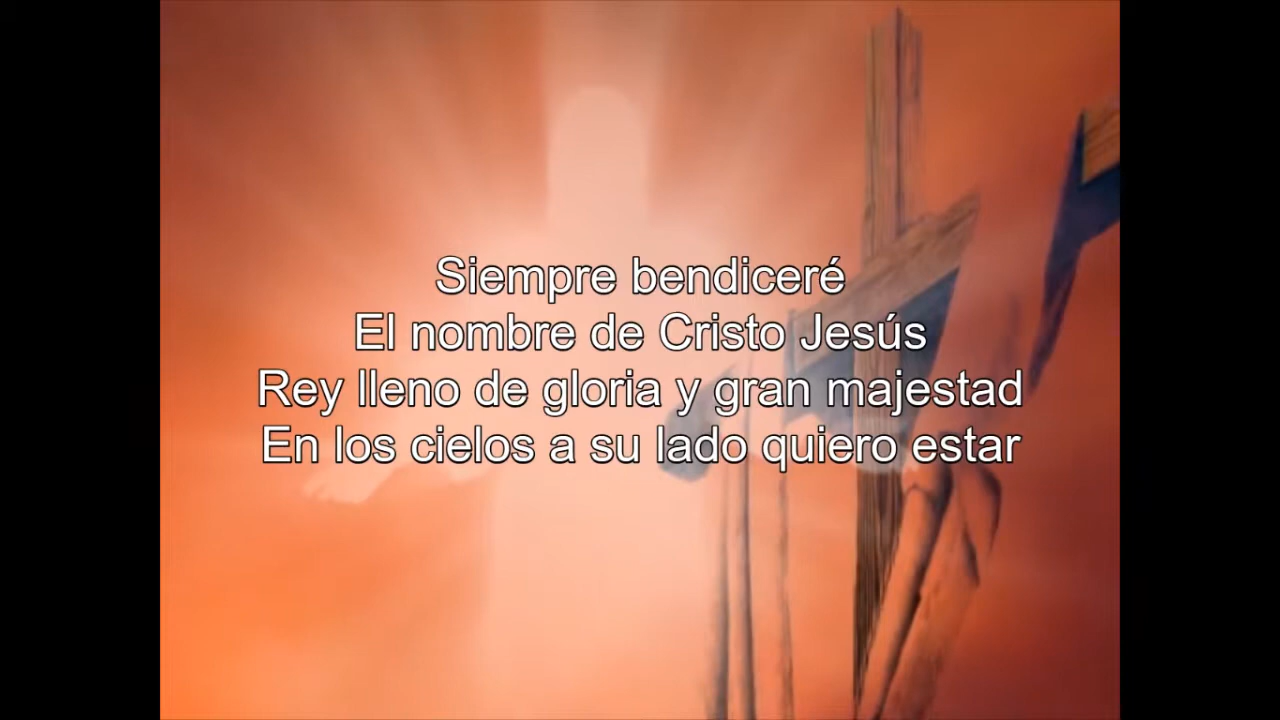 Siempre bendiceré
El nombre de Cristo Jesús
Rey lleno de gloria y gran majestad
En los cielos a su lado quiero estar